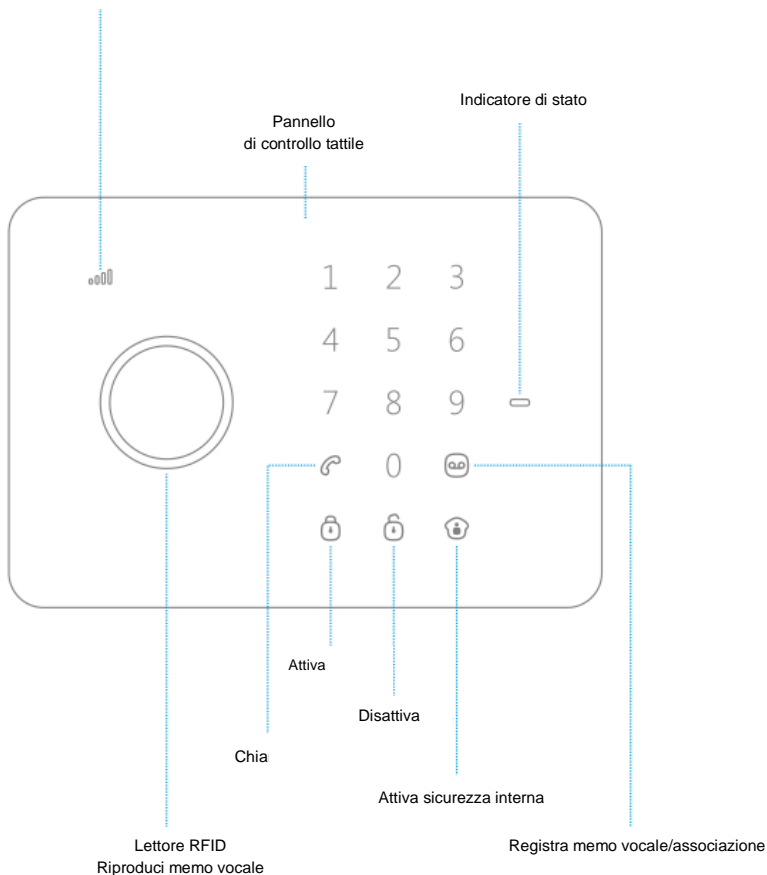 Indicatore di stato
Pannello
di controllo tattile
1 2 3
4 5 6
7 8 9
0
Attiva
Disattiva
Chia
Attiva sicurezza interna
Lettore RFID
Riproduci memo vocale
Registra memo vocale/associazione